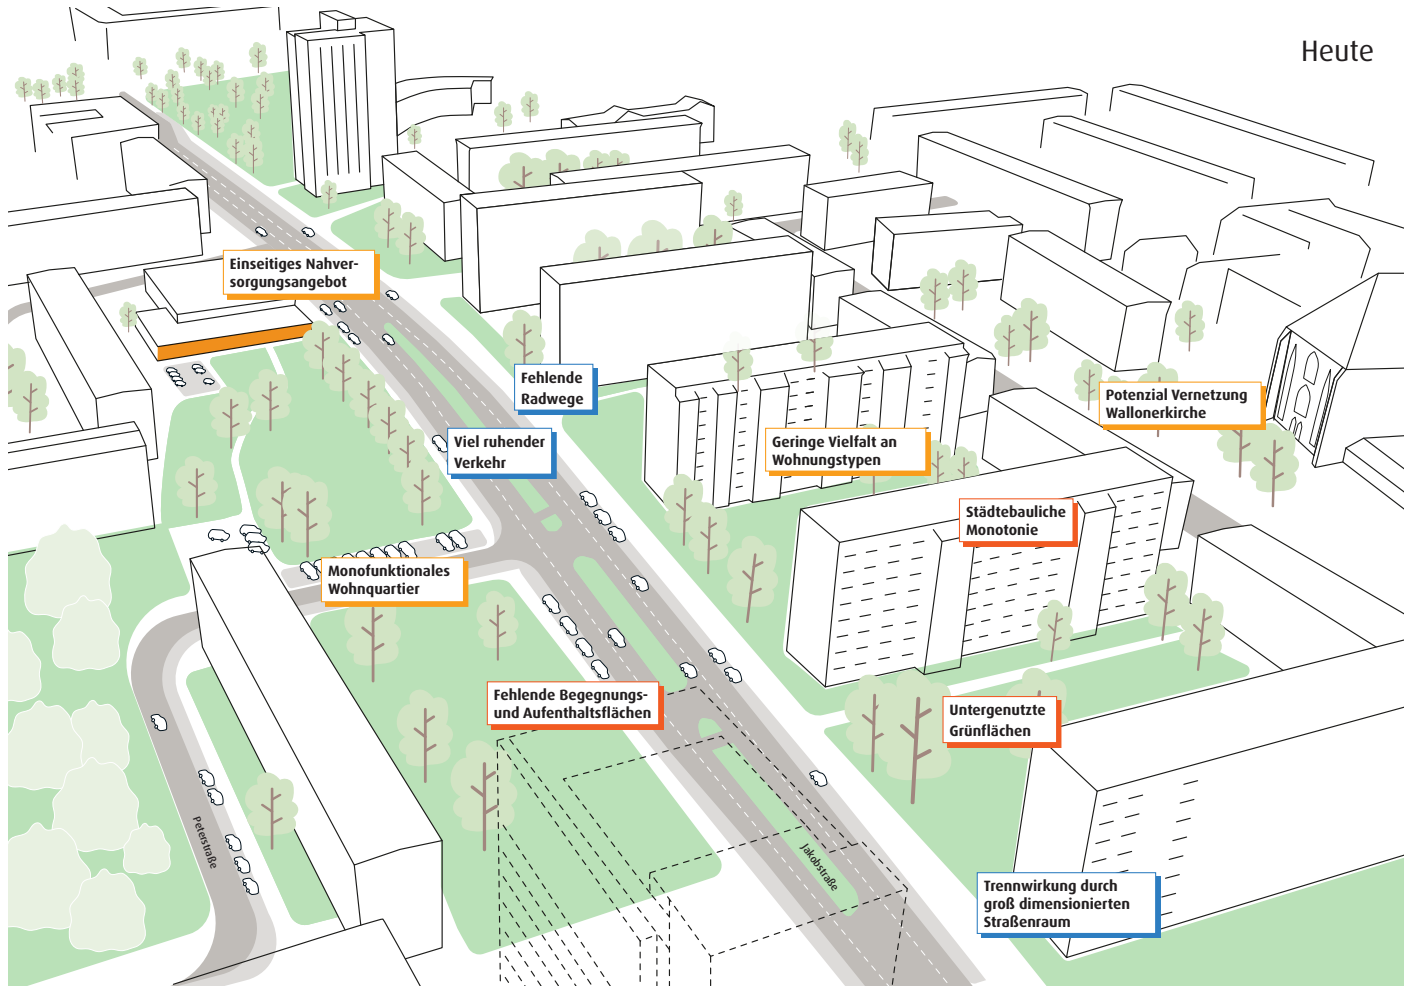 Heute
Einseitiges Nahver-
sorgungsangebot
Fehlende
Radwege
Potenzial Vernetzung
Wallonerkirche
Viel ruhender
Verkehr
Geringe Vielfalt an
Wohnungstypen
Städtebauliche
Monotonie
Monofunktionales
Wohnquartier
Fehlende Begegnungs-
und Aufenthaltsflächen
Untergenutzte
Grünflächen
Peterstraße
Jakobstraße
Trennwirkung durch
groß dimensionierten
Straßenraum